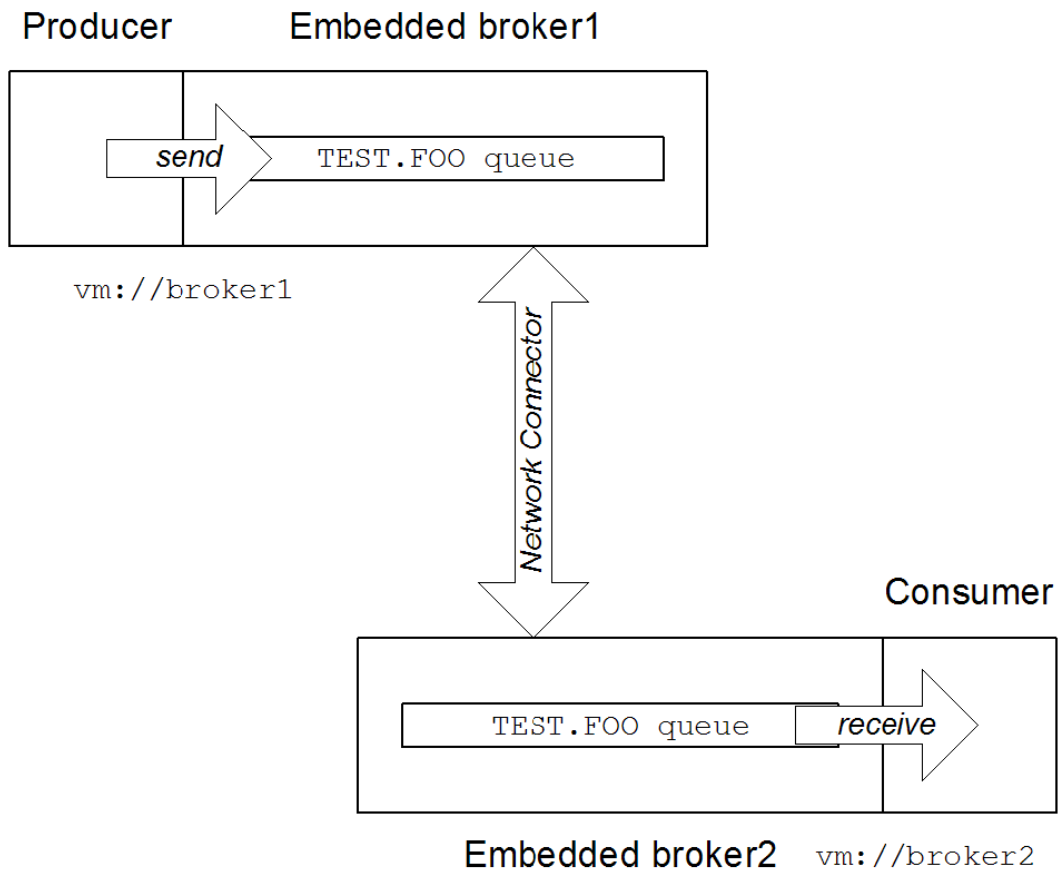 Producer
Embedded broker1
send
TEST.FOO queue
vm://broker1
Network Connector
Consumer
TEST.FOO queue
receive
Embedded broker2
vm://broker2